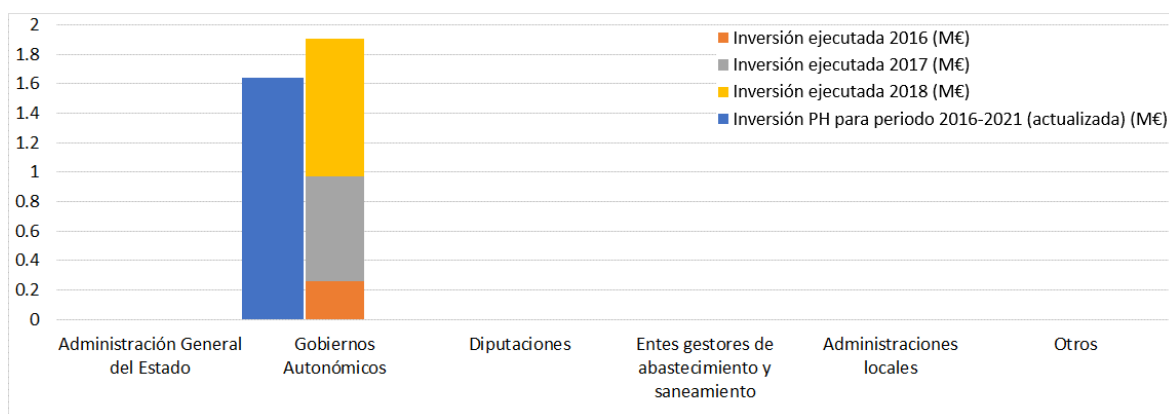 2
1.8
1.6
1.4
1.2
1
0.8
0.6
0.4
0.2
0
Inversión ejecutada 2016 (M€)
Inversión ejecutada 2017 (M€)
Inversión ejecutada 2018 (M€)
Inversión PH para periodo 2016-2021 (actualizada) (M€)
Administración General
del Estado
Gobiernos
Autonómicos
Diputaciones
Entes gestores de
abastecimiento y
saneamiento
Administraciones
locales
Otros